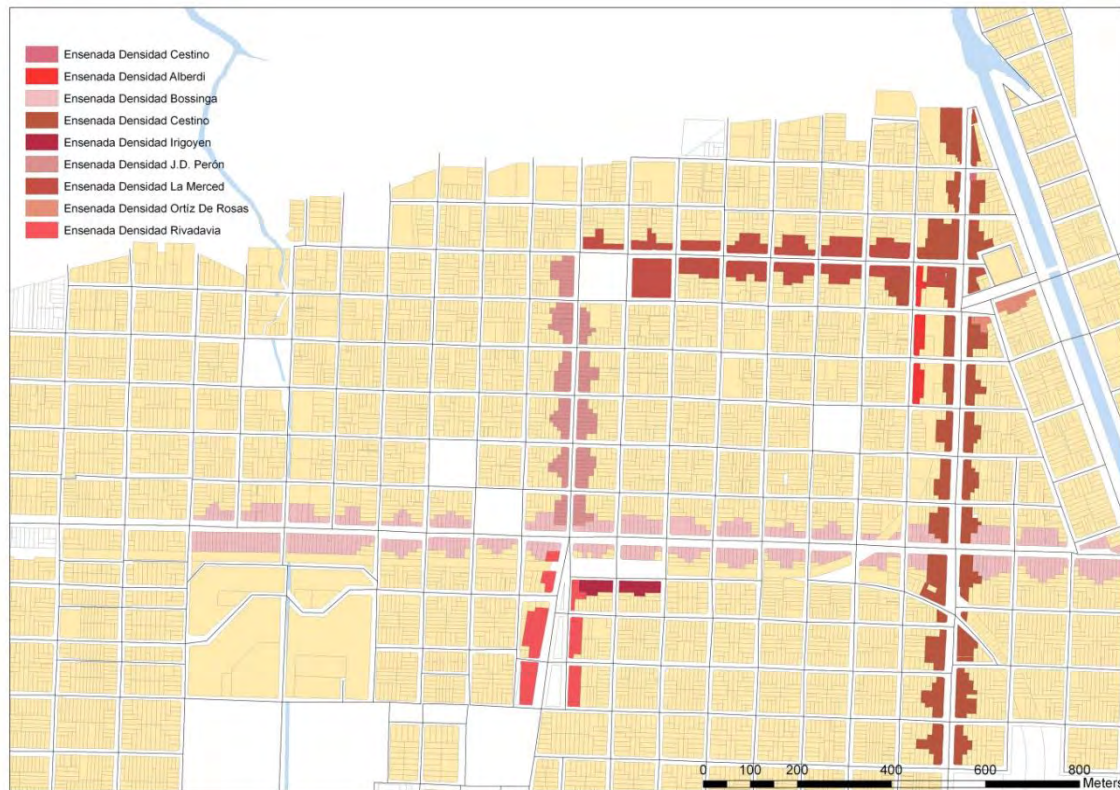 Ensenada Densidad Cestino
Ensenada Densidad Alberdi
Ensenada Densidad Bossinga
Ensenada Densidad Cestino
Ensenada Densidad Irigoyen
Ensenada Densidad J.D. Perón
Ensenada Densidad La Merced
Ensenada Densidad Ortíz De Rosas
Ensenada Densidad Rivadavia
0 100 200 400 600 800
Meters